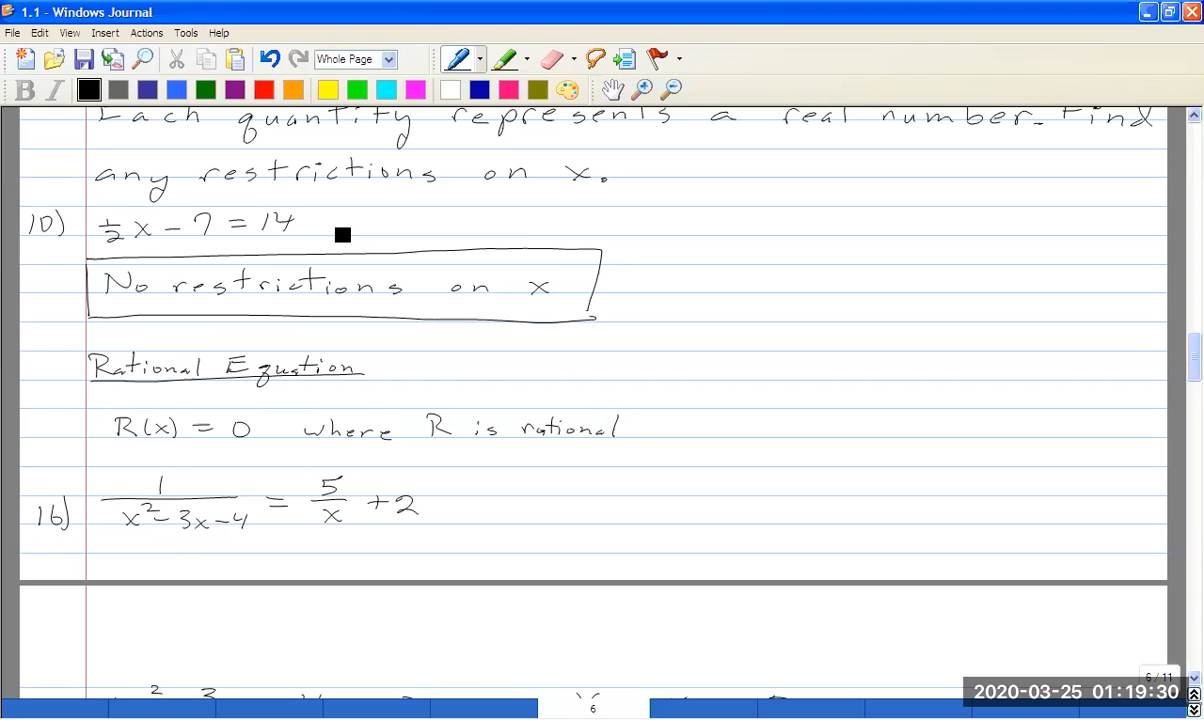 1.1 - Windows Journal
File Edit View Insert Actions Tools Help
Whole Page
B I
Each quantity represents a real number. Find
any restrictions on x.
10) 1/2 x - 7 = 14
No restrictions on x
Rational Equation
R(x) = 0 where R is rational
16) 1/(x² - 3x - 4) = 5/x + 2
6 / 11
2020-03-25 01:19:30
6